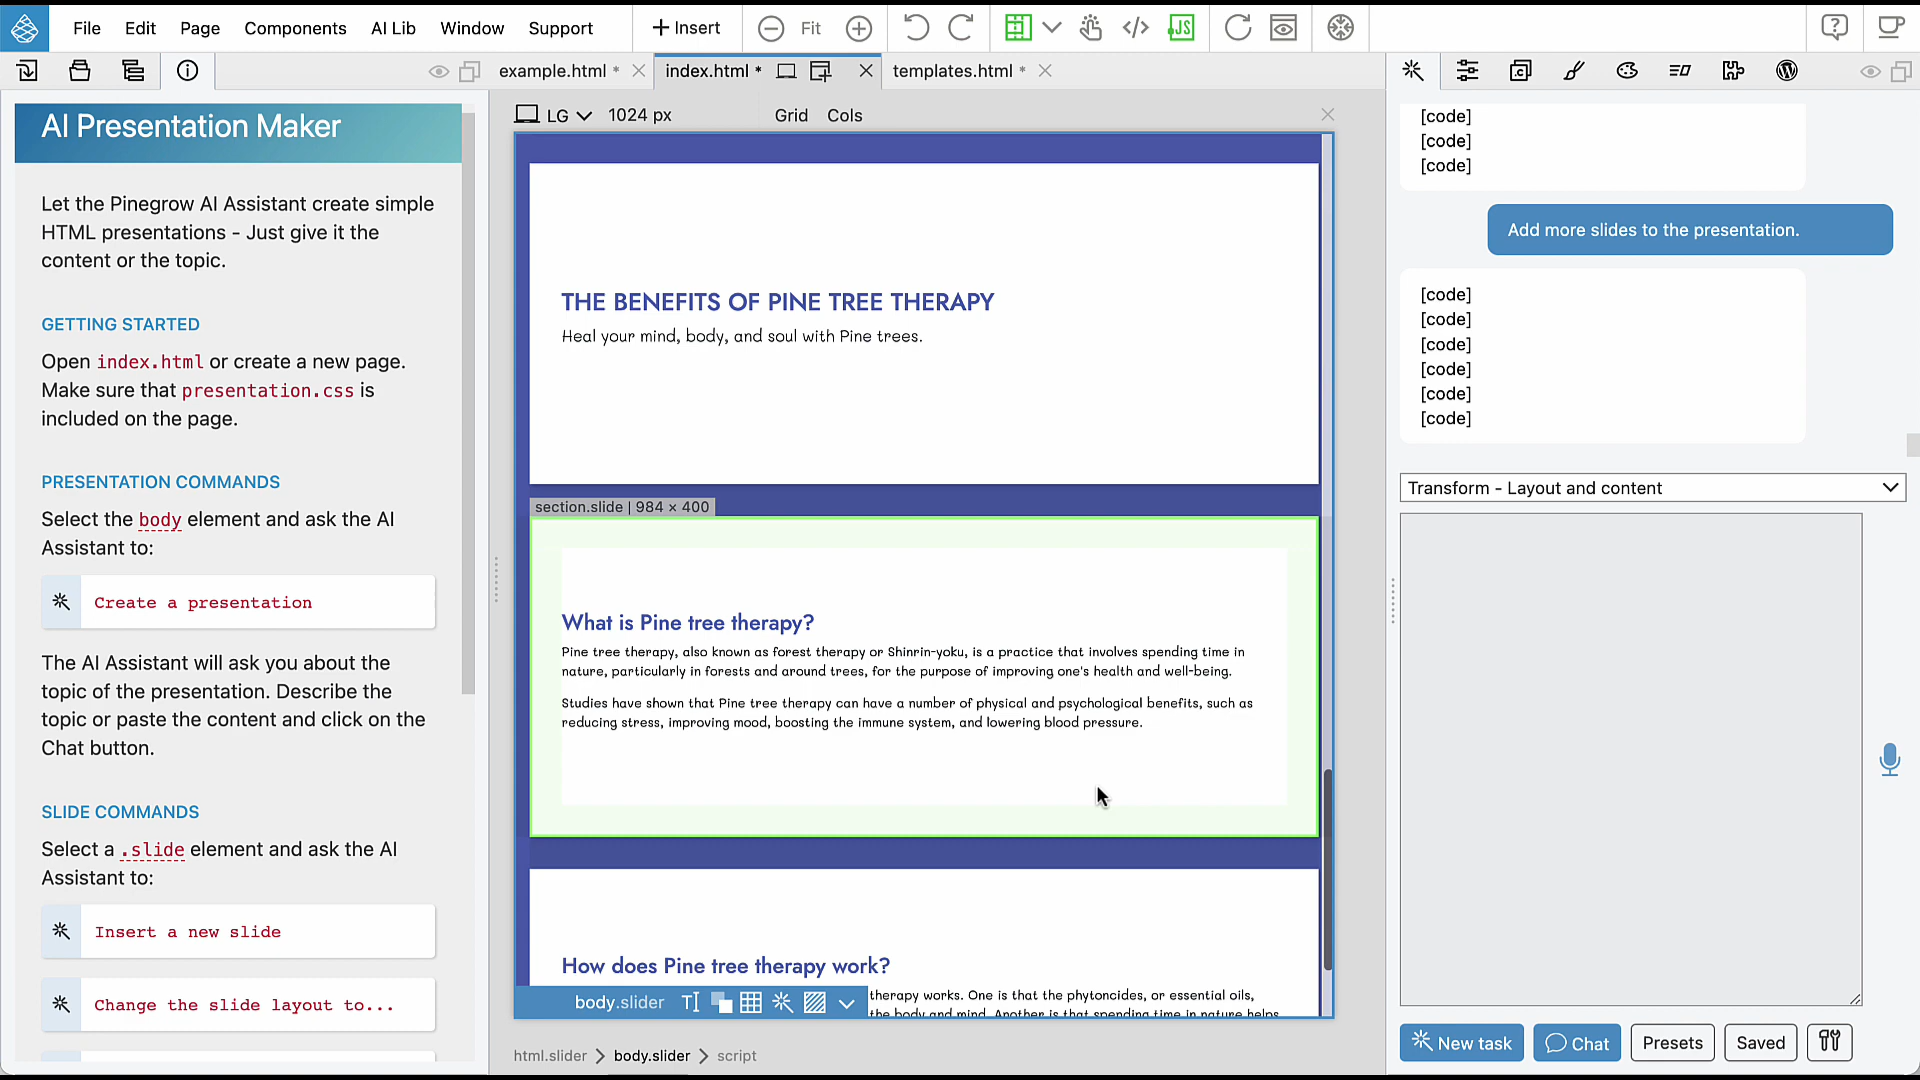 File Edit Page Components AI Lib Window Support + Insert Fit
example.html * index.html * templates.html *
AI Presentation Maker
Let the Pinegrow AI Assistant create simple
HTML presentations - Just give it the
content or the topic.
GETTING STARTED
Open index.html or create a new page.
Make sure that presentation.css is
included on the page.
PRESENTATION COMMANDS
Select the body element and ask the AI
Assistant to:
Create a presentation
The AI Assistant will ask you about the
topic of the presentation. Describe the
topic or paste the content and click on the
Chat button.
SLIDE COMMANDS
Select a .slide element and ask the AI
Assistant to:
Insert a new slide
Change the slide layout to...
LG 1024 px Grid Cols
THE BENEFITS OF PINE TREE THERAPY
Heal your mind, body, and soul with Pine trees.
section.slide | 984 × 400
What is Pine tree therapy?
Pine tree therapy, also known as forest therapy or Shinrin-yoku, is a practice that involves spending time in
nature, particularly in forests and around trees, for the purpose of improving one's health and well-being.
Studies have shown that Pine tree therapy can have a number of physical and psychological benefits, such as
reducing stress, improving mood, boosting the immune system, and lowering blood pressure.
How does Pine tree therapy work?
therapy works. One is that the phytoncides, or essential oils,
the body and mind. Another is that spending time in nature helps
body.slider
html.slider > body.slider > script
JS
[code]
[code]
[code]
Add more slides to the presentation.
[code]
[code]
[code]
[code]
[code]
[code]
Transform - Layout and content
New task Chat Presets Saved